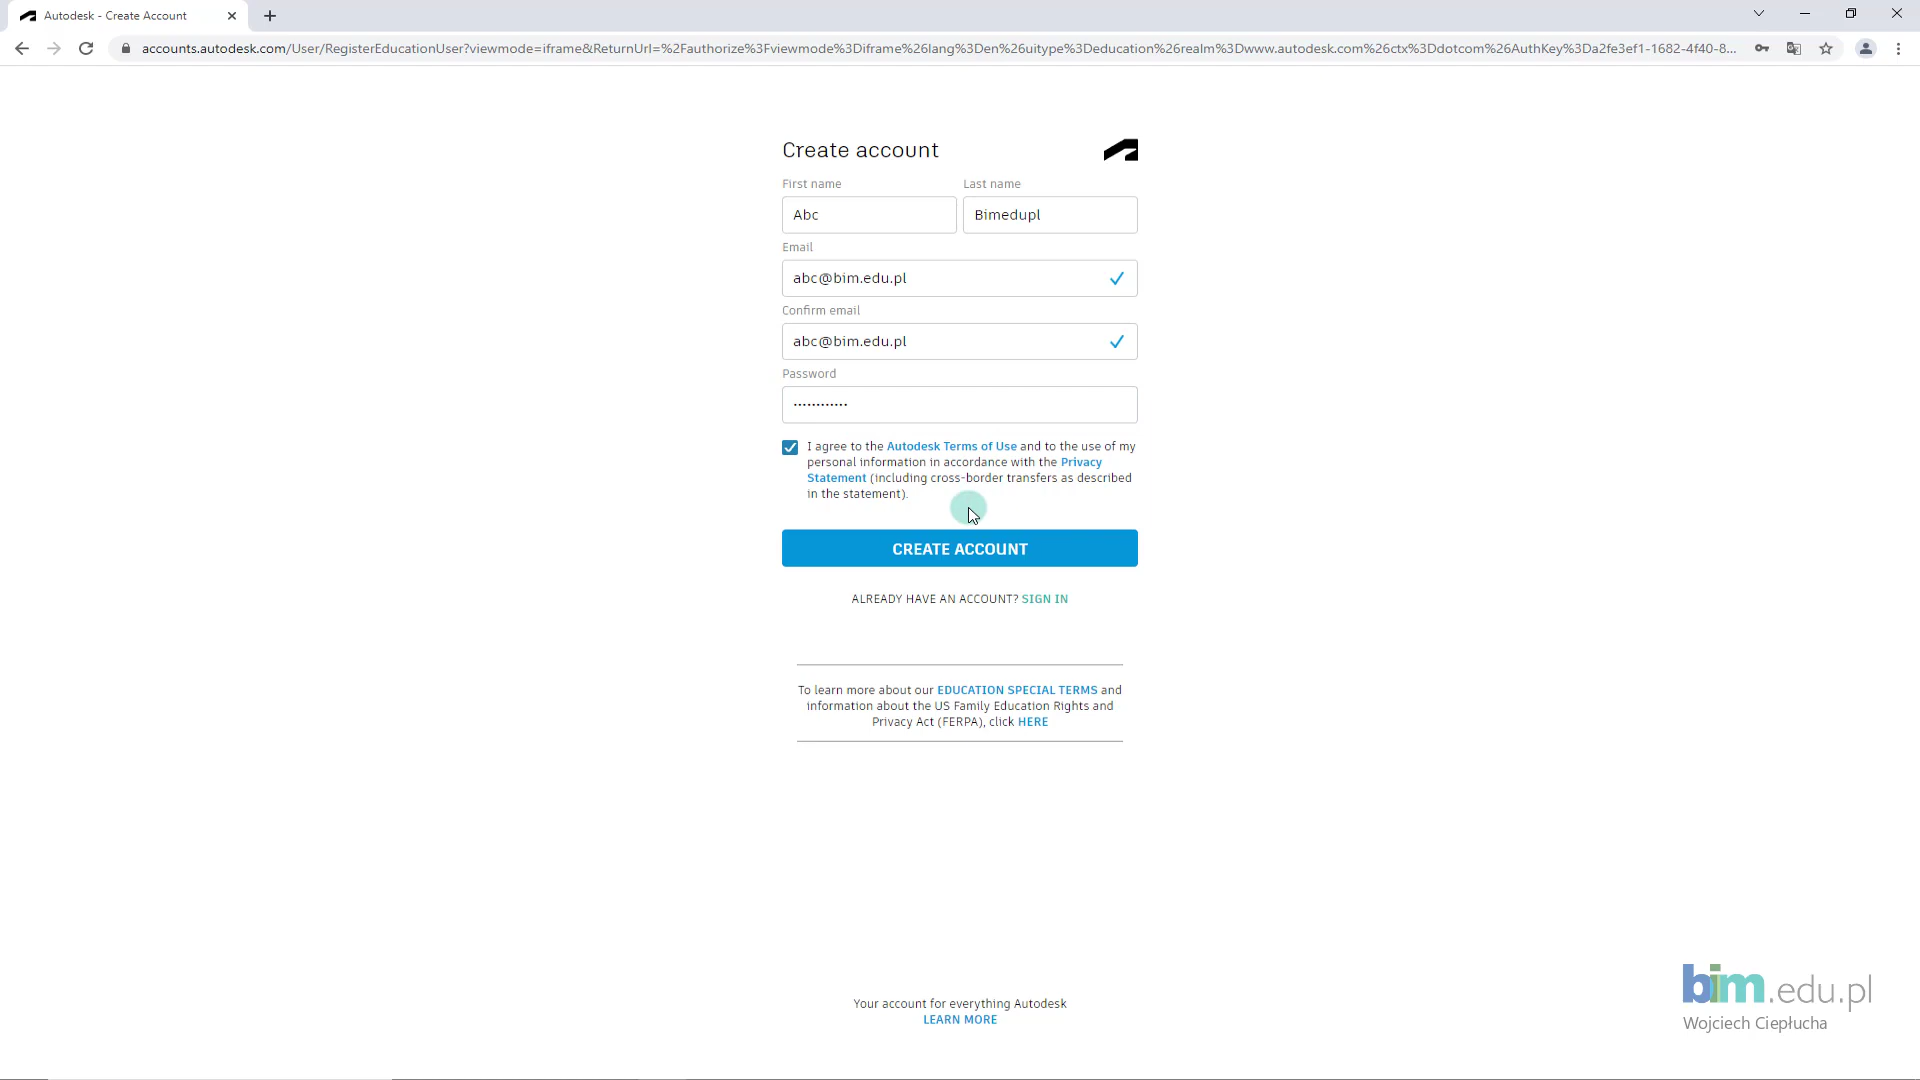 Autodesk - Create Account
accounts.autodesk.com/User/RegisterEducationUser?viewmode=iframe&ReturnUrl=%2Fauthorize%3Fviewmode%3Diframe%26lang%3Den%26uitype%3Deducation%26realm%3Dwww.autodesk.com%26ctx%3Ddotcom%26AuthKey%3Da2fe3ef1-1682-4f40-8...
Create account
First name Last name
Abc Bimedupl
Email
abc@bim.edu.pl
Confirm email
abc@bim.edu.pl
Password
••••••••••••
I agree to the Autodesk Terms of Use and to the use of my
personal information in accordance with the Privacy
Statement (including cross-border transfers as described
in the statement).
CREATE ACCOUNT
ALREADY HAVE AN ACCOUNT? SIGN IN
To learn more about our EDUCATION SPECIAL TERMS and
information about the US Family Education Rights and
Privacy Act (FERPA), click HERE
Your account for everything Autodesk
LEARN MORE
bim.edu.pl
Wojciech Ciepłucha